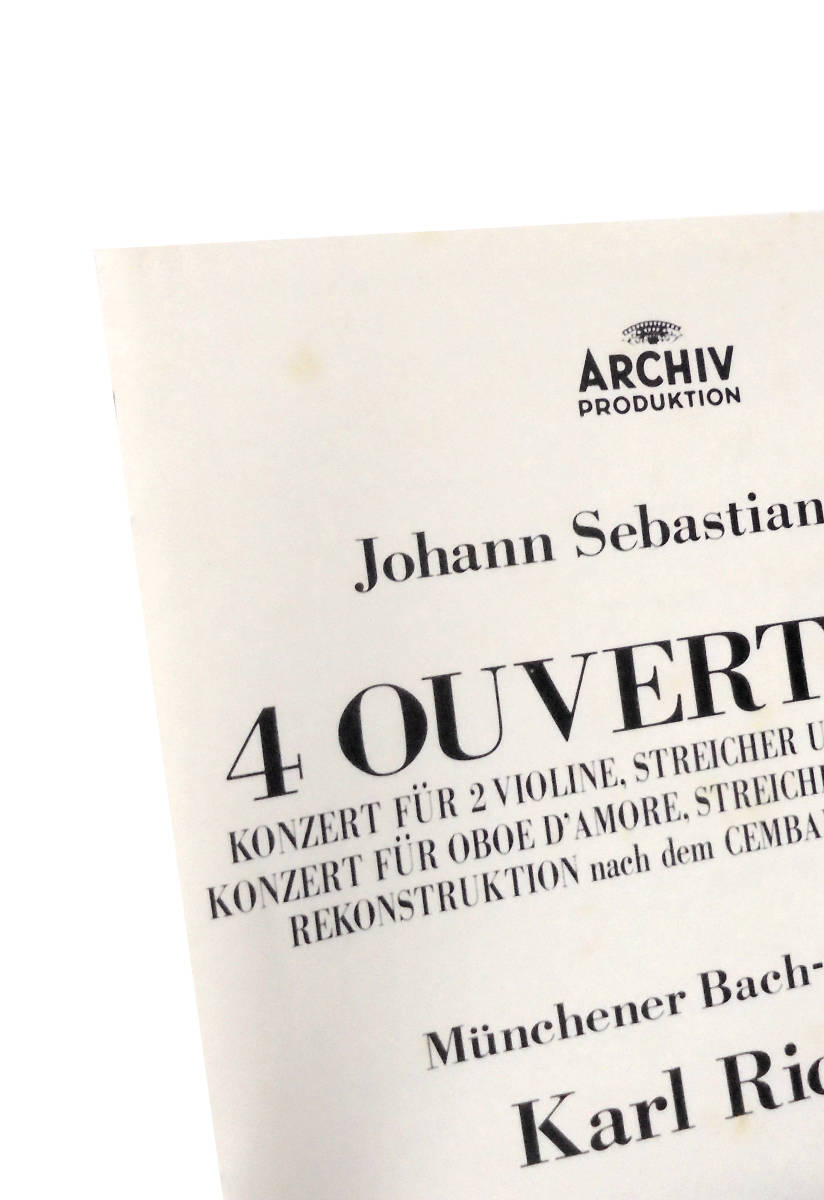 ARCHIV
PRODUKTION
Johann Sebastian
4 OUVERT
KONZERT FÜR 2 VIOLINE, STREICHER U
KONZERT FÜR OBOE D'AMORE, STREICH
REKONSTRUKTION nach dem CEMBA
Münchener Bach-
Karl Ric